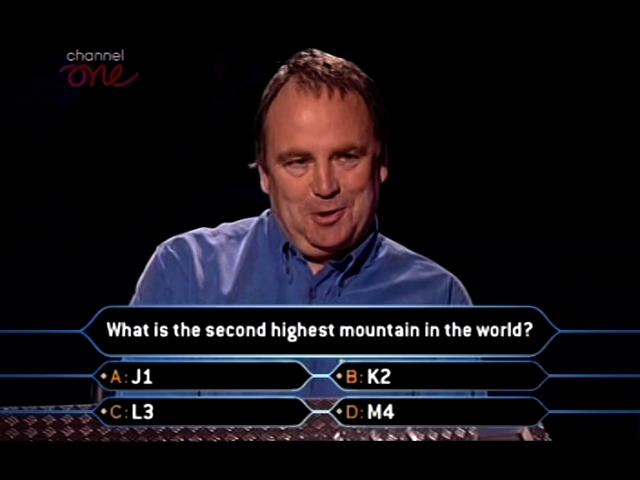 channel
one
What is the second highest mountain in the world?
A: J1
B: K2
C: L3
D: M4